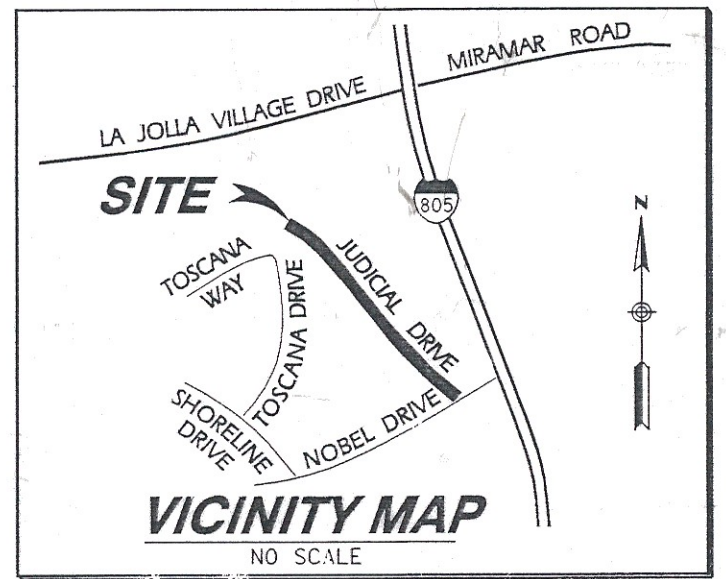 MIRAMAR ROAD
LA JOLLA VILLAGE DRIVE
SITE
805
N
JUDICIAL DRIVE
TOSCANA
WAY
TOSCANA DRIVE
SHORELINE
DRIVE
NOBEL DRIVE
VICINITY MAP
NO SCALE